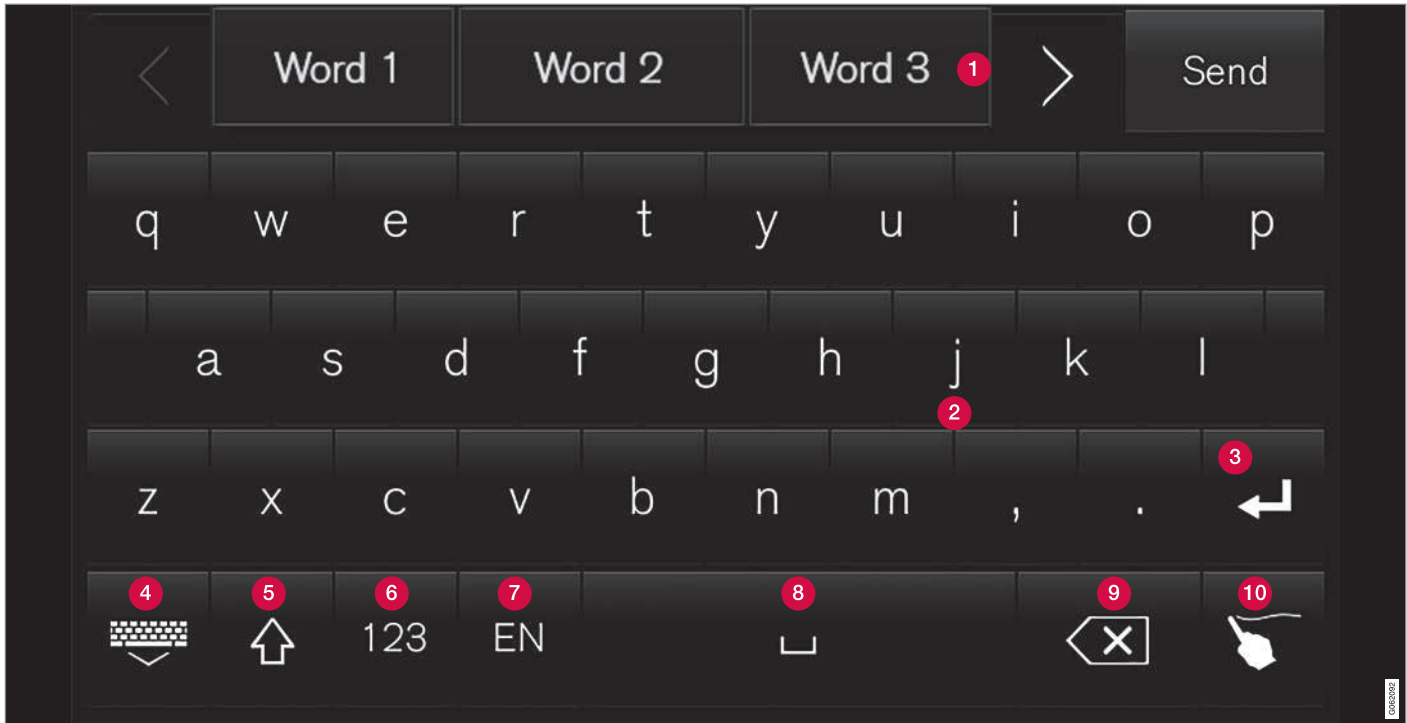 Word 1 Word 2 Word 3 1 Send
q w e r t y u i o p
a s d f g h j k l
2
3
z x c v b n m , .
4 5 6 7 8 9 10
123 EN
G062092